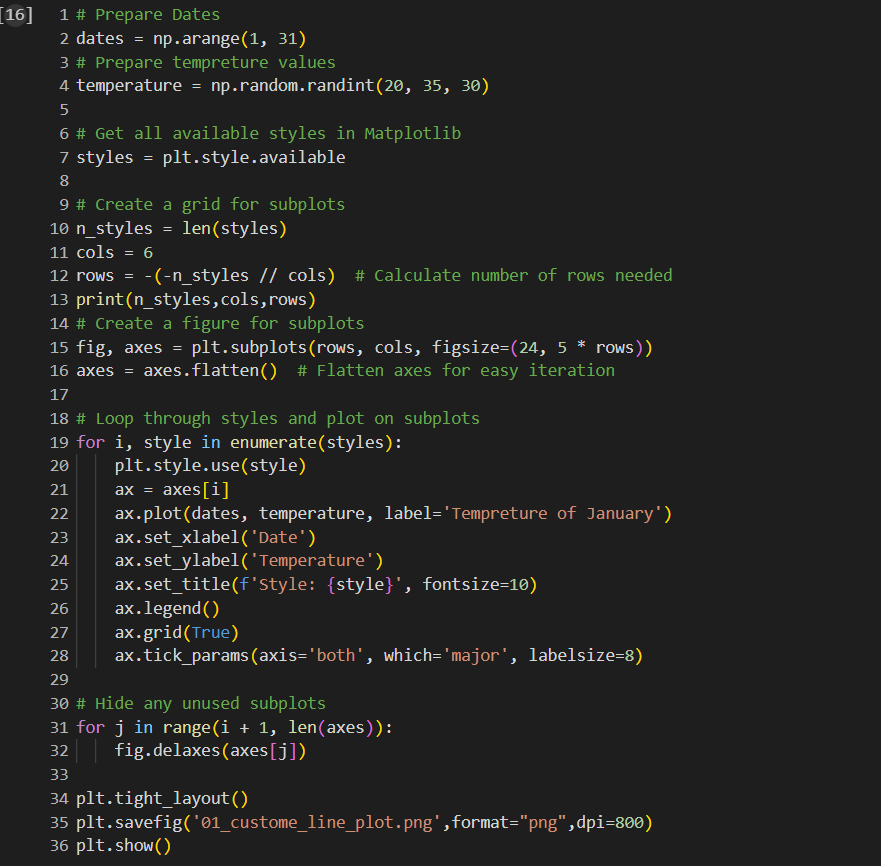 [16] 1 # Prepare Dates
2 dates = np.arange(1, 31)
3 # Prepare tempreture values
4 temperature = np.random.randint(20, 35, 30)
5
6 # Get all available styles in Matplotlib
7 styles = plt.style.available
8
9 # Create a grid for subplots
10 n_styles = len(styles)
11 cols = 6
12 rows = -(-n_styles // cols)  # Calculate number of rows needed
13 print(n_styles,cols,rows)
14 # Create a figure for subplots
15 fig, axes = plt.subplots(rows, cols, figsize=(24, 5 * rows))
16 axes = axes.flatten()  # Flatten axes for easy iteration
17
18 # Loop through styles and plot on subplots
19 for i, style in enumerate(styles):
20     plt.style.use(style)
21     ax = axes[i]
22     ax.plot(dates, temperature, label='Tempreture of January')
23     ax.set_xlabel('Date')
24     ax.set_ylabel('Temperature')
25     ax.set_title(f'Style: {style}', fontsize=10)
26     ax.legend()
27     ax.grid(True)
28     ax.tick_params(axis='both', which='major', labelsize=8)
29
30 # Hide any unused subplots
31 for j in range(i + 1, len(axes)):
32     fig.delaxes(axes[j])
33
34 plt.tight_layout()
35 plt.savefig('01_custome_line_plot.png',format="png",dpi=800)
36 plt.show()